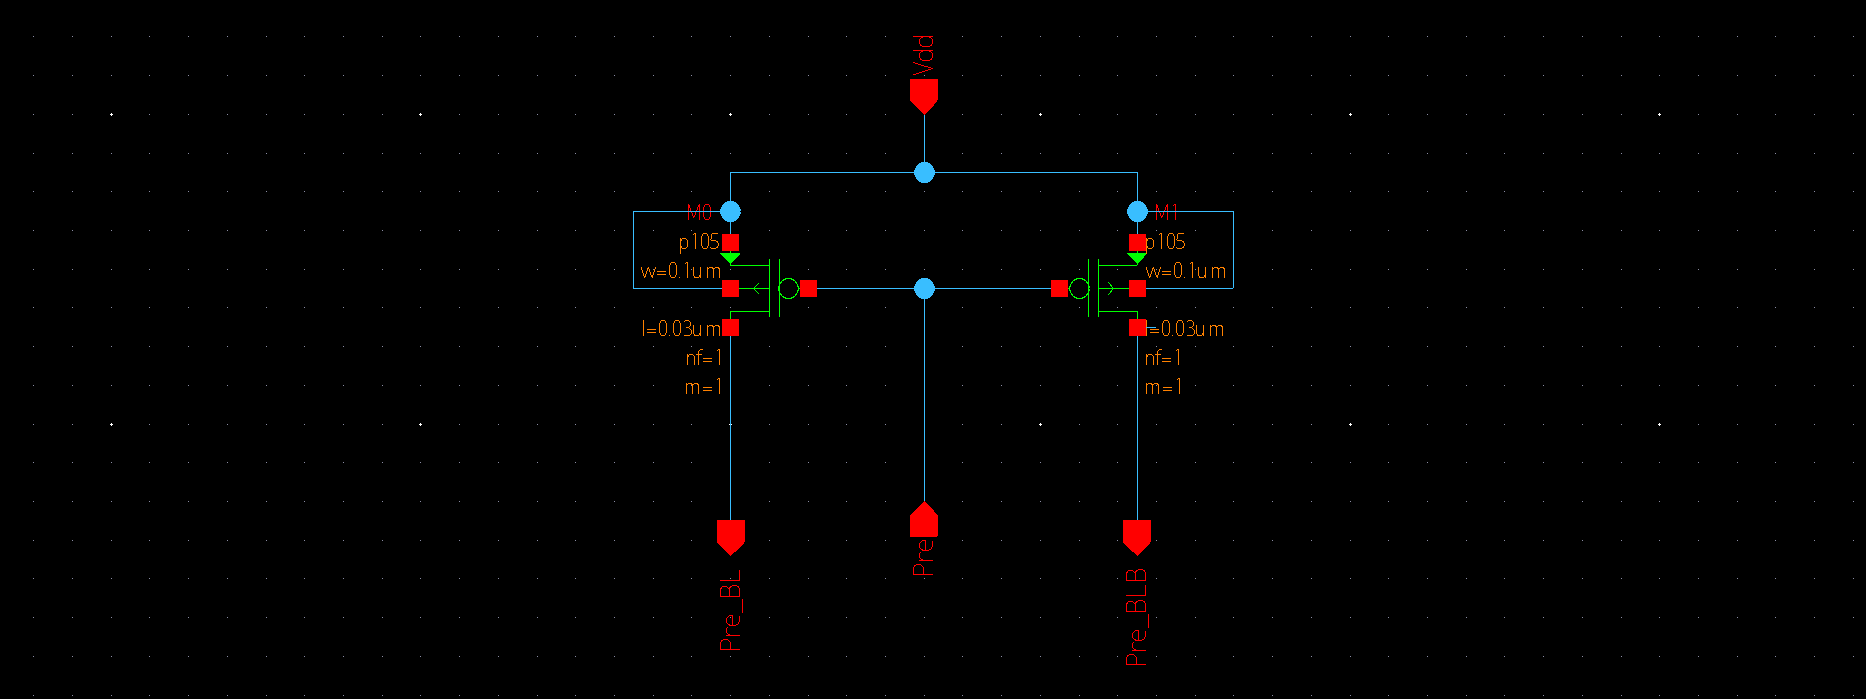 Vdd
M0
p105
w=0.1um
l=0.03um
nf=1
m=1
M1
p105
w=0.1um
l=0.03um
nf=1
m=1
Pre_BL
Pre
Pre_BLB